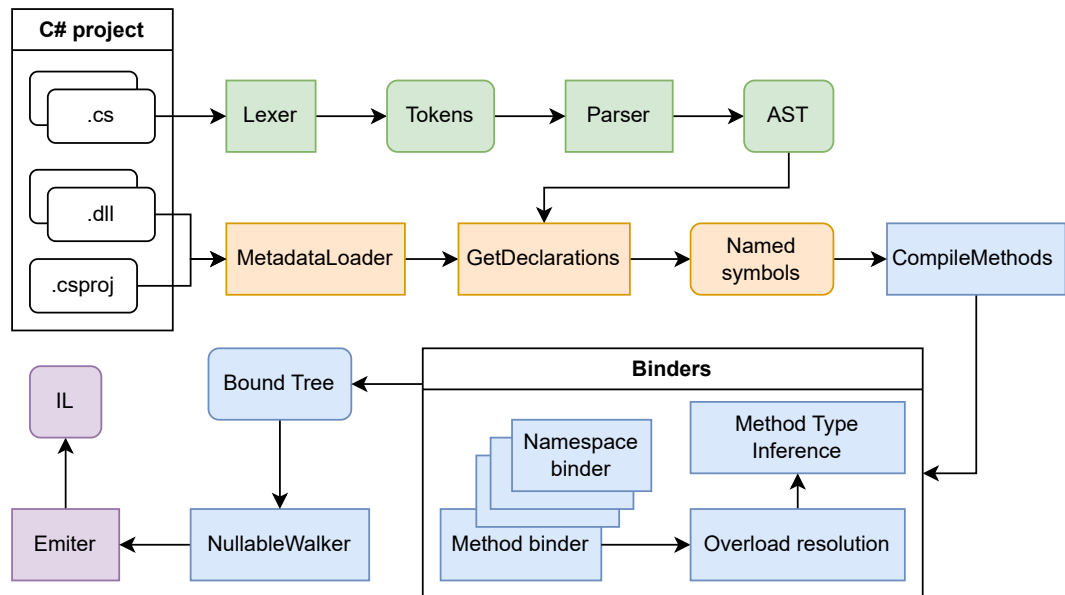 C# project
.cs
Lexer
Tokens
Parser
AST
.dll
.csproj
MetadataLoader
GetDeclarations
Named
symbols
CompileMethods
Binders
Namespace
binder
Method binder
Overload resolution
Method Type
Inference
Bound Tree
NullableWalker
Emiter
IL